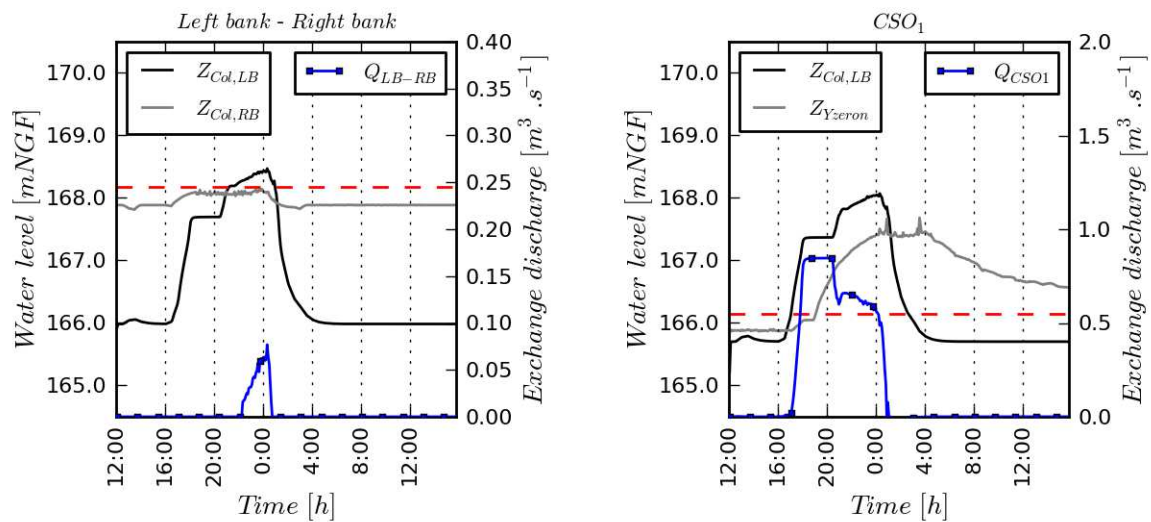 Left bank - Right bank
Z_{Col,LB}
Z_{Col,RB}
Q_{LB-RB}
170.0
169.0
168.0
167.0
166.0
165.0
Water level [mNGF]
0.40
0.35
0.30
0.25
0.20
0.15
0.10
0.05
0.00
Exchange discharge [m^3 .s^{-1}]
12:00
16:00
20:00
0:00
4:00
8:00
12:00
Time [h]
CSO_1
Z_{Col,LB}
Z_{Yzeron}
Q_{CSO1}
170.0
169.0
168.0
167.0
166.0
165.0
Water level [mNGF]
2.0
1.5
1.0
0.5
0.0
Exchange discharge [m^3 .s^{-1}]
12:00
16:00
20:00
0:00
4:00
8:00
12:00
Time [h]